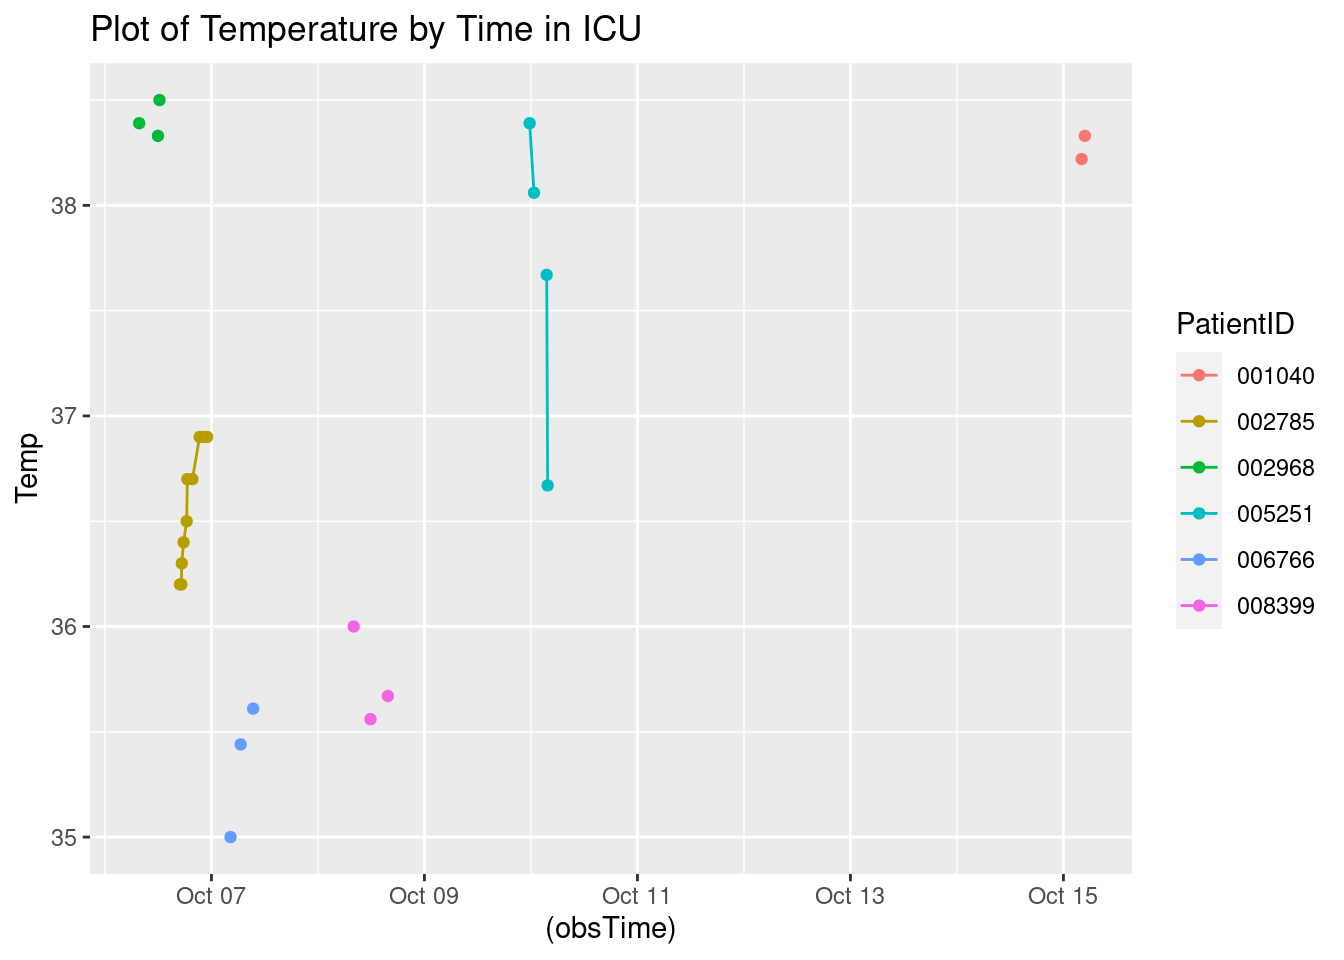 Plot of Temperature by Time in ICU
Temp
38
37
36
35
Oct 07 Oct 09 Oct 11 Oct 13 Oct 15
(obsTime)
PatientID
001040
002785
002968
005251
006766
008399